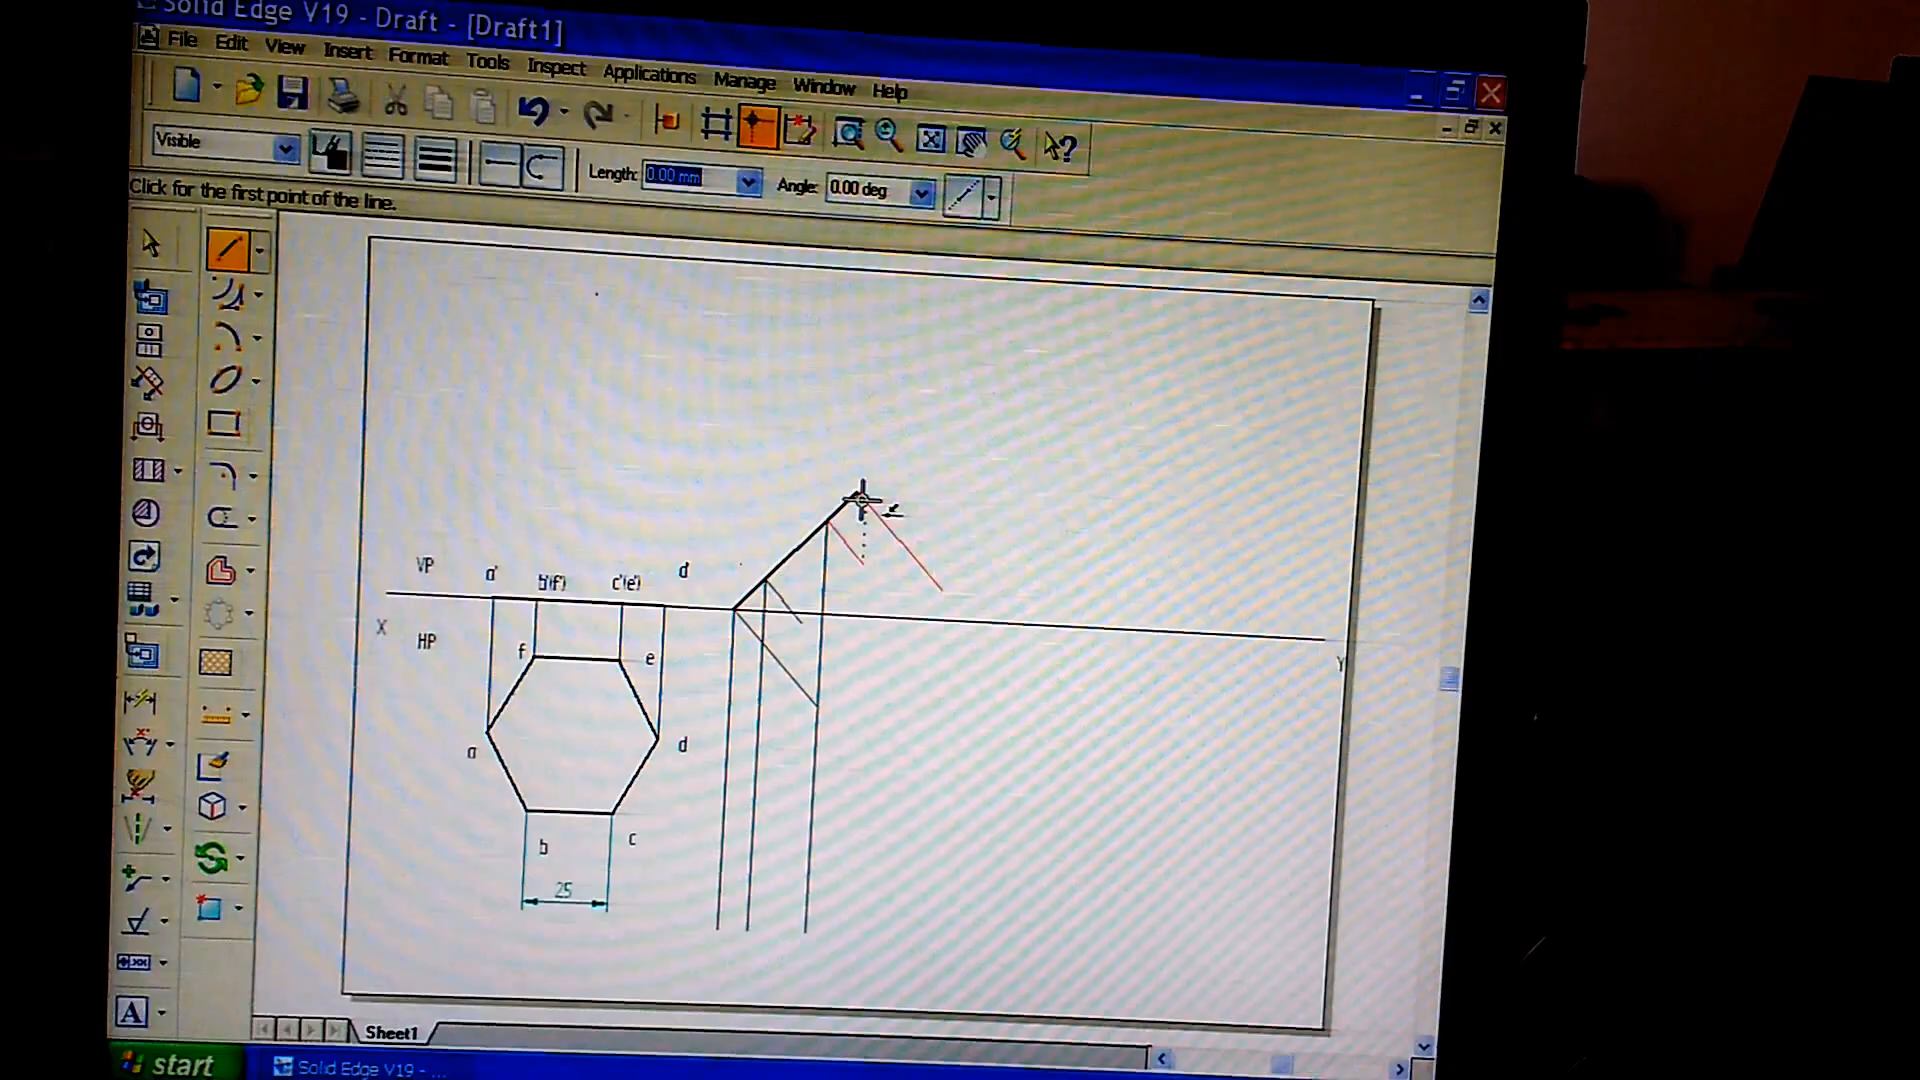 Solid Edge V19 - Draft - [Draft1]
File Edit View Insert Format Tools Inspect Applications Manage Window Help
Visible
Length: 0.00 mm Angle: 0.00 deg
Click for the first point of the line.
VP a' b'(f') c'(e') d'
X HP
f e
a d
b c
25
Y
A
Sheet1
start Solid Edge V19 - ...